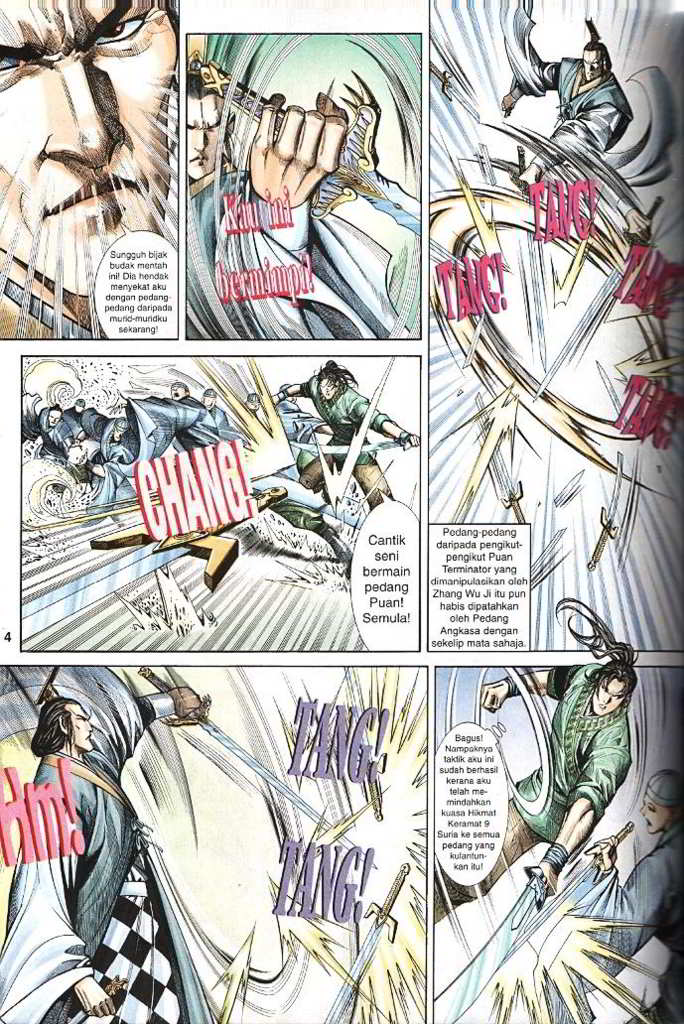 Sungguh bijak
budak mentah
ini! Dia hendak
menyekat aku
dengan pedang-
pedang daripada
murid-muridku
sekarang!
Kau ini
bermimpi!
TANG!
TANG!
TANG!
TANG!
Pedang-pedang
daripada pengikut-
pengikut Puan
Terminator yang
dimanipulasikan oleh
Zhang Wu Ji itu pun
habis dipatahkan
oleh Pedang
Angkasa dengan
sekelip mata sahaja.
CHANG!
Cantik
seni
bermain
pedang
Puan!
Semula!
4
Hm!
TANG!
TANG!
Bagus!
Nampaknya
taktik aku ini
sudah berhasil
kerana aku
telah me-
mindahkan
kuasa Hikmat
Keramat 9
Suria ke semua
pedang yang
kulantun-
kan itu!